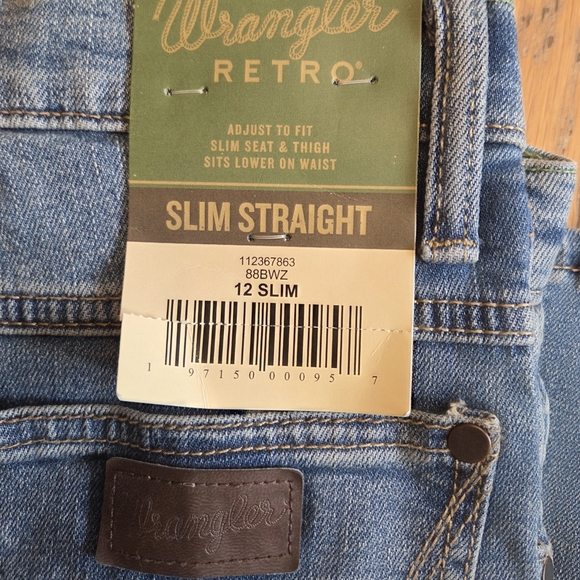 Wrangler
RETRO®
ADJUST TO FIT
SLIM SEAT & THIGH
SITS LOWER ON WAIST
SLIM STRAIGHT
112367863
88BWZ
12 SLIM
1 97150 00095 7
Wrangler